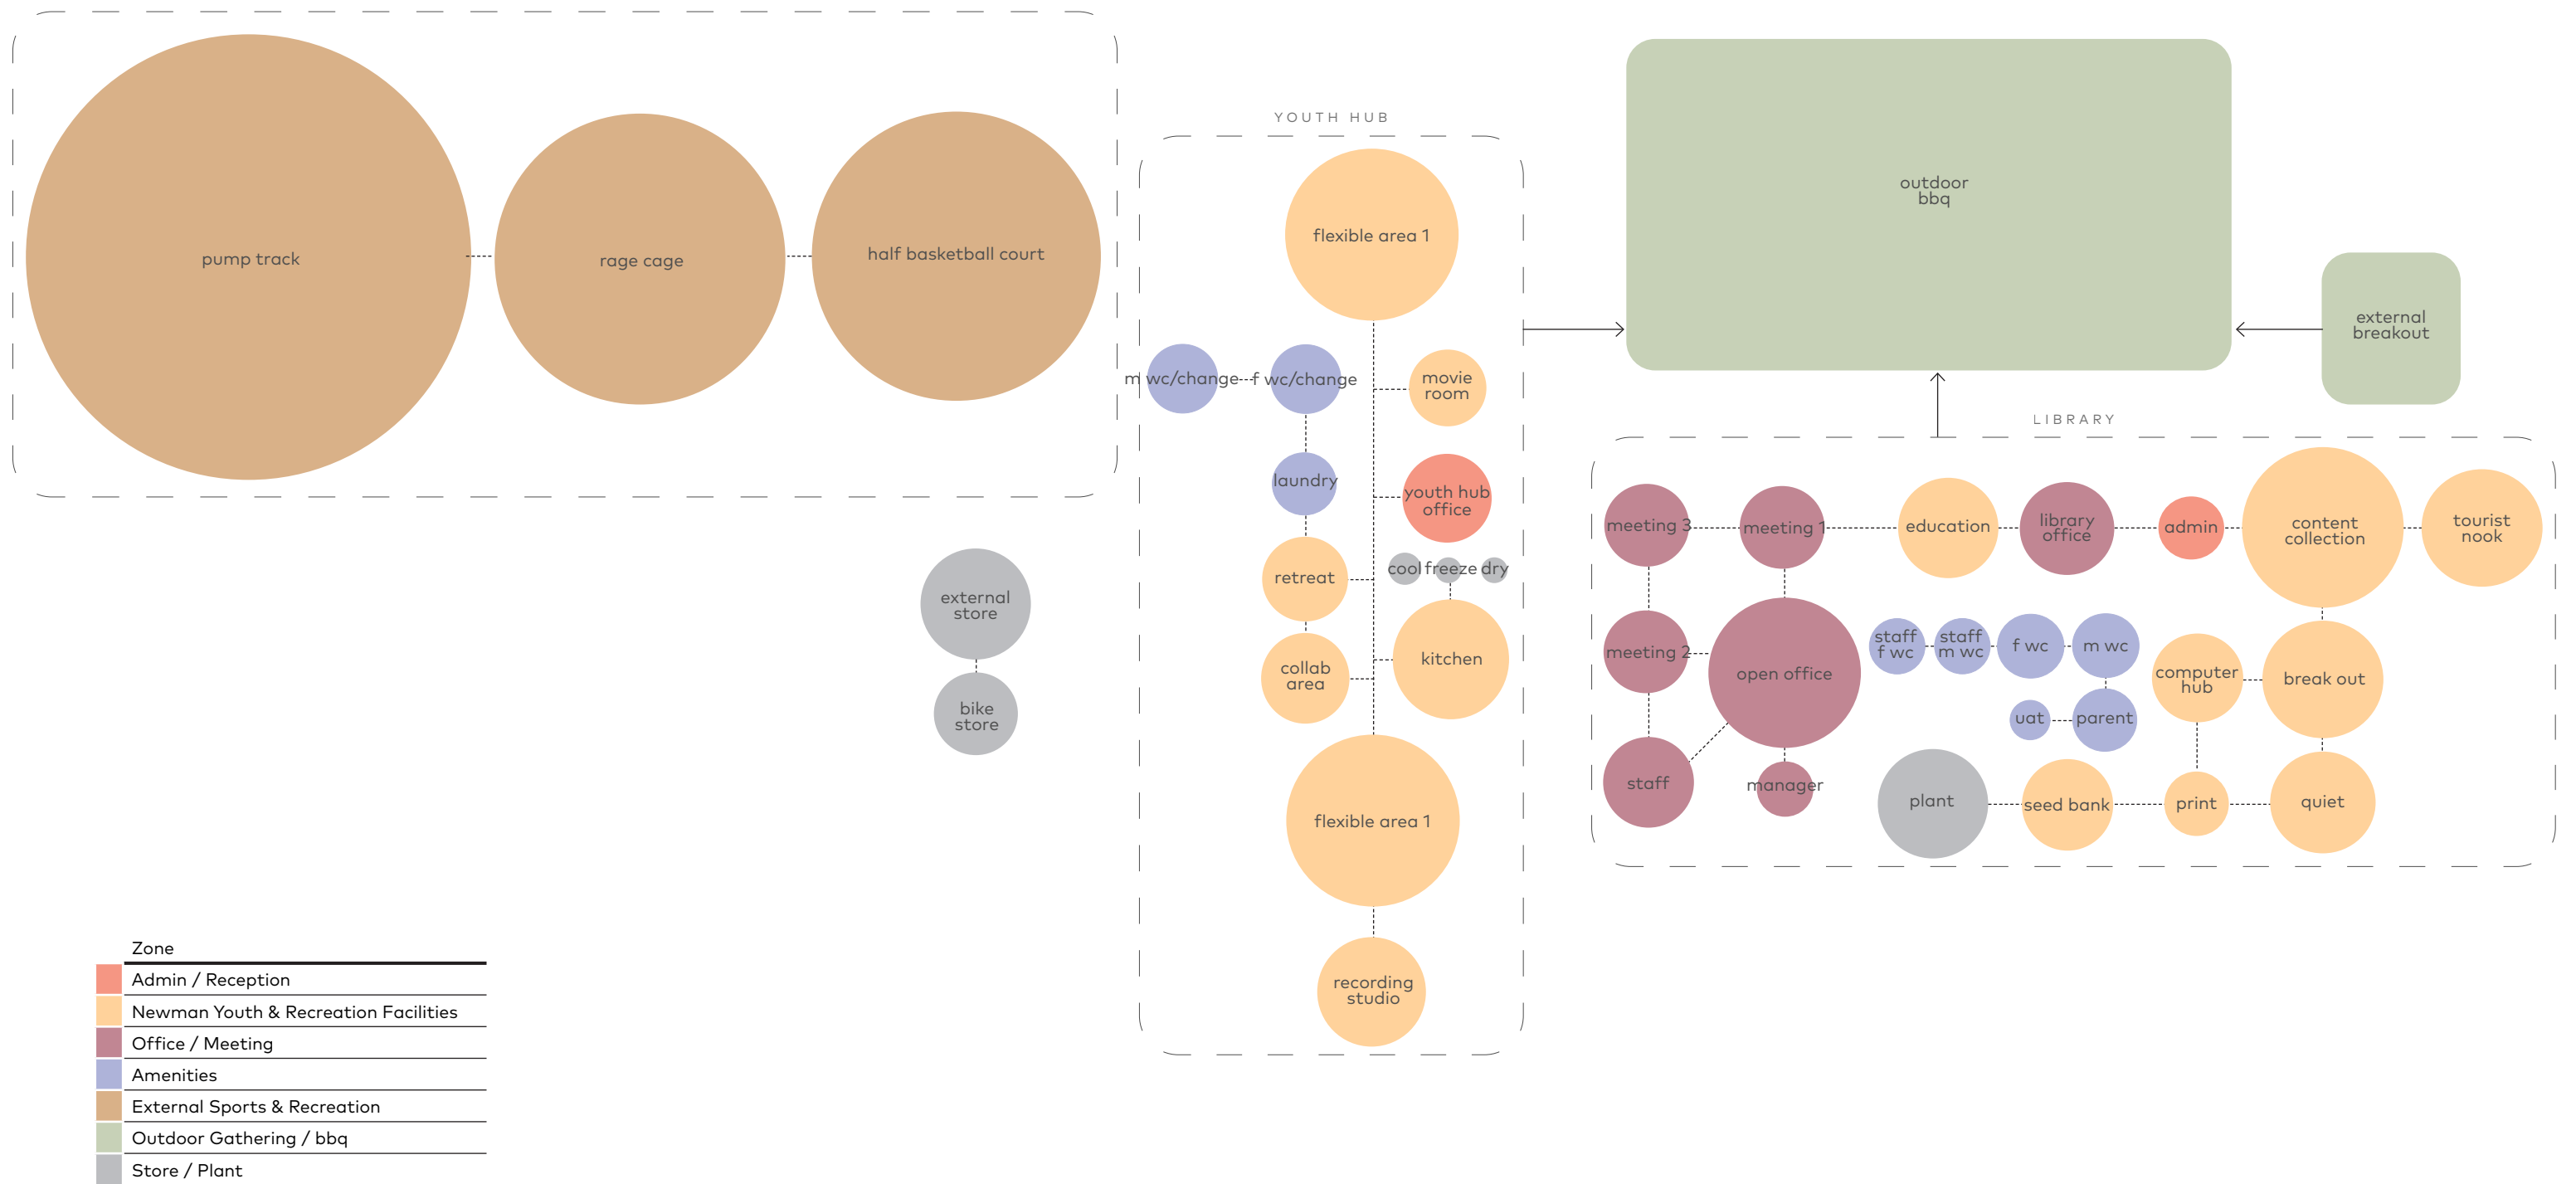 pump track
rage cage
half basketball court
external
store
bike
store
YOUTH HUB
flexible area 1
m wc/change
f wc/change
movie
room
laundry
youth hub
office
retreat
cool
freeze
dry
collab
area
kitchen
flexible area 1
recording
studio
outdoor
bbq
external
breakout
LIBRARY
meeting 3
meeting 1
education
library
office
admin
content
collection
tourist
nook
meeting 2
open office
staff
f wc
staff
m wc
f wc
m wc
computer
hub
break out
uat
parent
staff
manager
plant
seed bank
print
quiet
Zone
Admin / Reception
Newman Youth & Recreation Facilities
Office / Meeting
Amenities
External Sports & Recreation
Outdoor Gathering / bbq
Store / Plant